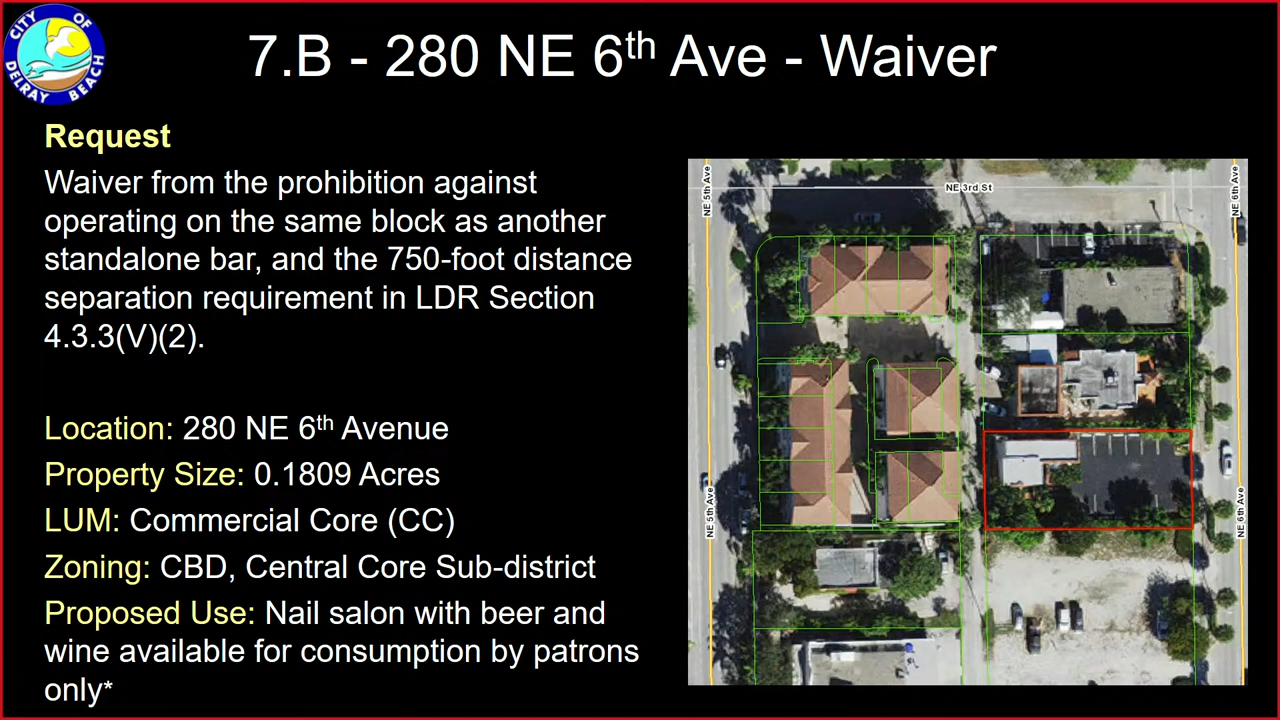 CITY OF
DELRAY BEACH
7.B - 280 NE 6th Ave - Waiver
Request
Waiver from the prohibition against
operating on the same block as another
standalone bar, and the 750-foot distance
separation requirement in LDR Section
4.3.3(V)(2).
Location: 280 NE 6th Avenue
Property Size: 0.1809 Acres
LUM: Commercial Core (CC)
Zoning: CBD, Central Core Sub-district
Proposed Use: Nail salon with beer and
wine available for consumption by patrons
only*
NE 3rd St
NE 5th Ave
NE 6th Ave
NE 5th Ave
NE 6th Ave